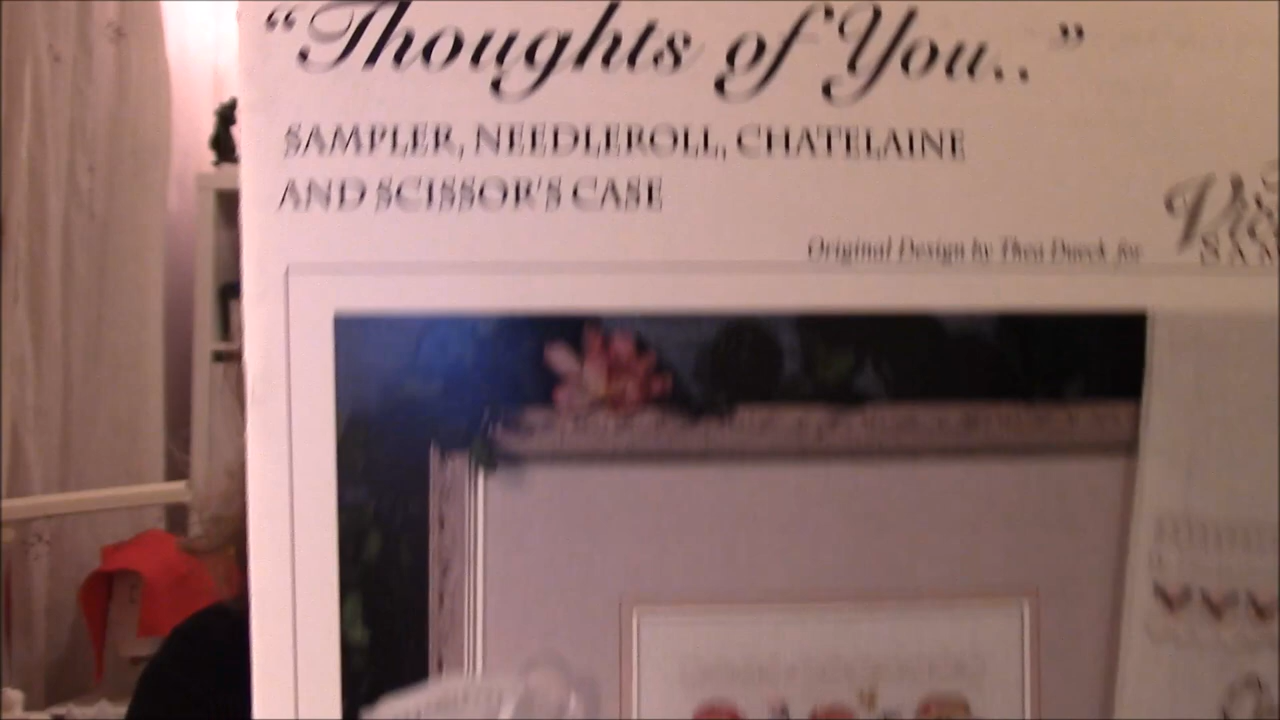 “Thoughts of You..”
SAMPLER, NEEDLEROLL, CHATELAINE
AND SCISSOR'S CASE
Original Design by Thea Dueck for